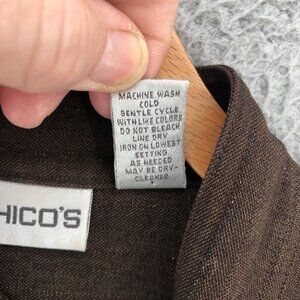 MACHINE WASH
COLD
GENTLE CYCLE
WITH LIKE COLORS
DO NOT BLEACH
LINE DRY
IRON ON LOWEST
SETTING
AS NEEDED
MAY BE DRY-
CLEANED
HICO'S